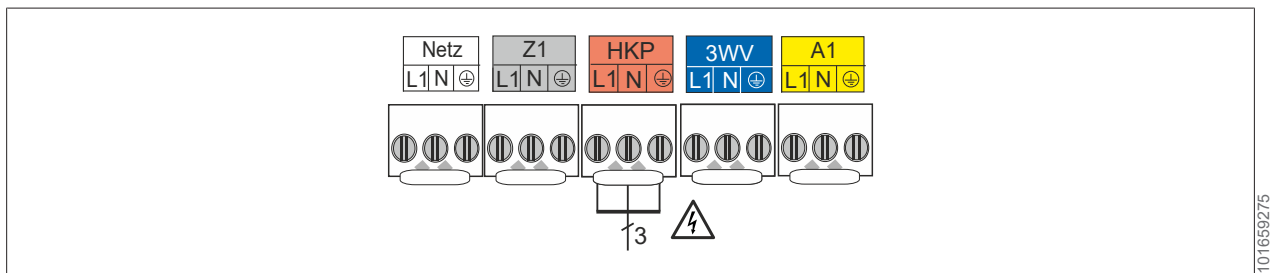 Netz Z1 HKP 3WV A1
L1 N L1 N L1 N L1 N L1 N
3
101659275